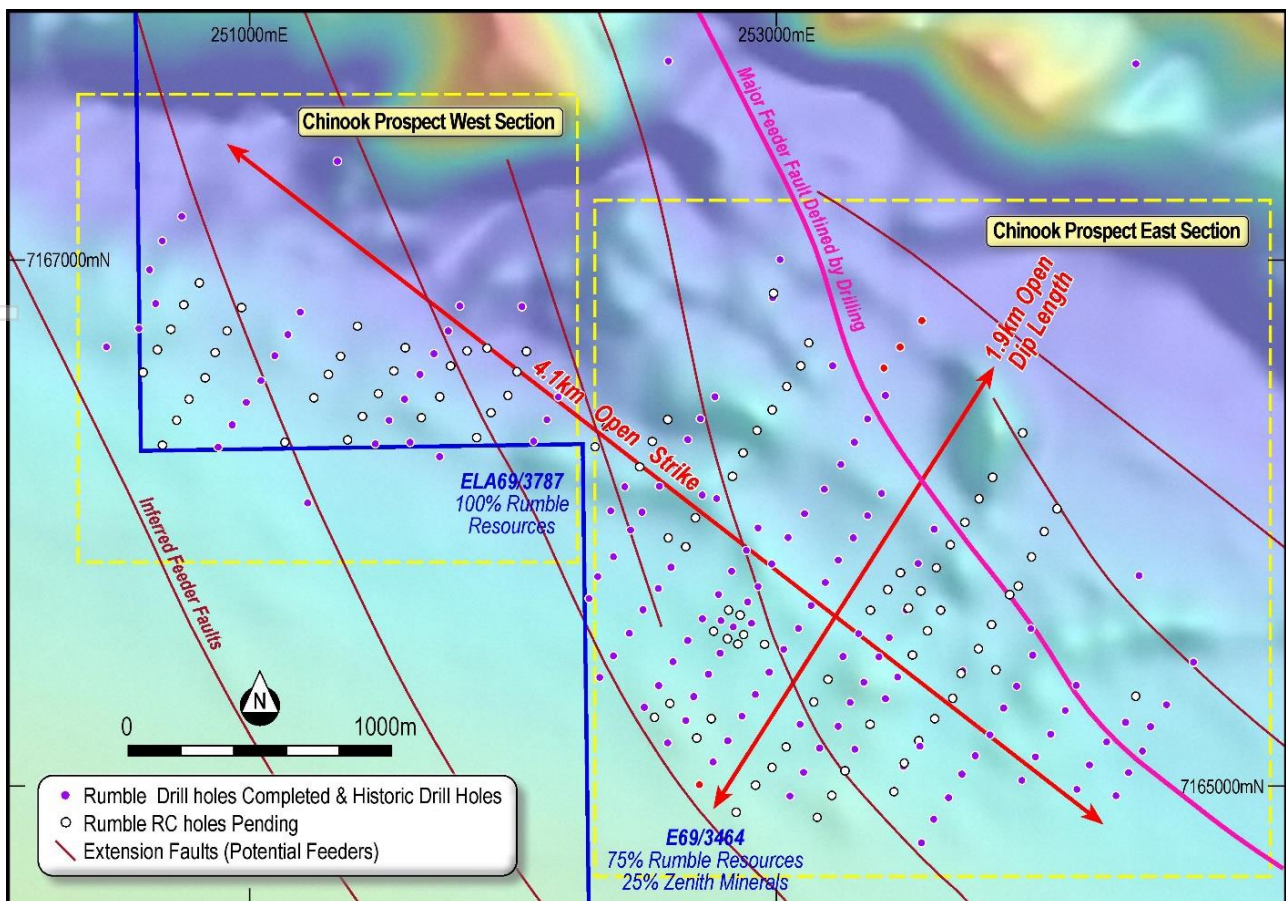 251000mE
253000mE
Chinook Prospect West Section
Major Feeder Fault Defined by Drilling
Chinook Prospect East Section
7167000mN
1.9km Open
Dip Length
4.1km Open Strike
ELA69/3787
100% Rumble
Resources
Inferred Feeder Faults
N
0
1000m
7165000mN
Rumble Drill holes Completed & Historic Drill Holes
Rumble RC holes Pending
Extension Faults (Potential Feeders)
E69/3464
75% Rumble Resources
25% Zenith Minerals